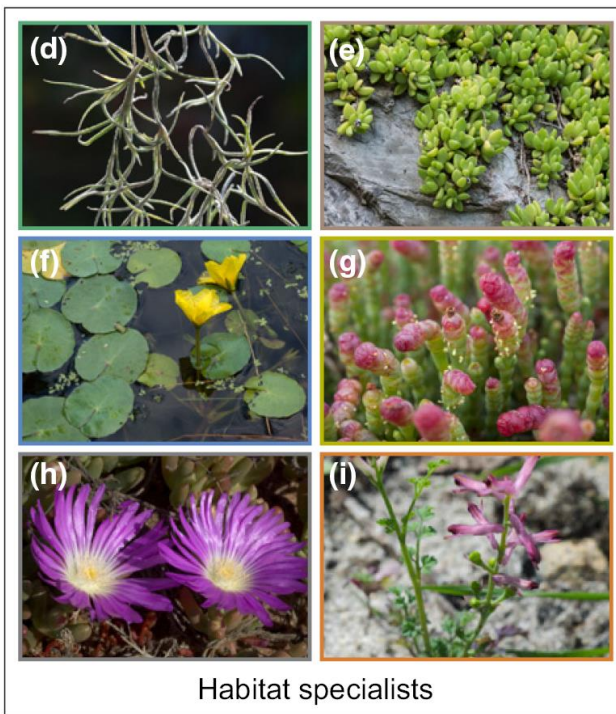 (d)
(e)
(f)
(g)
(h)
(i)
Habitat specialists